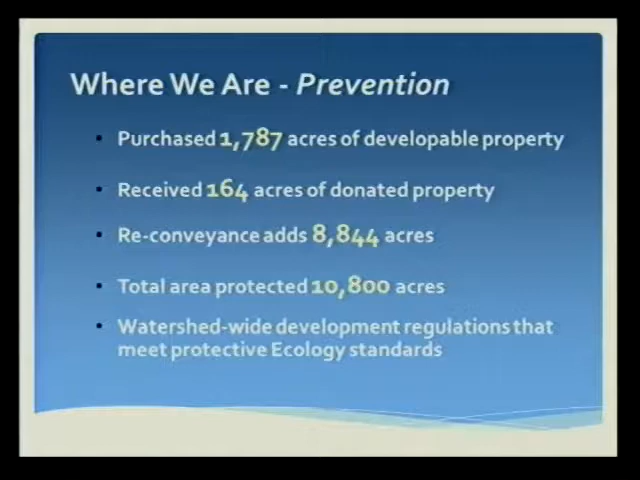 Where We Are - Prevention
• Purchased 1,787 acres of developable property
• Received 164 acres of donated property
• Re-conveyance adds 8,844 acres
• Total area protected 10,800 acres
• Watershed-wide development regulations that
meet protective Ecology standards